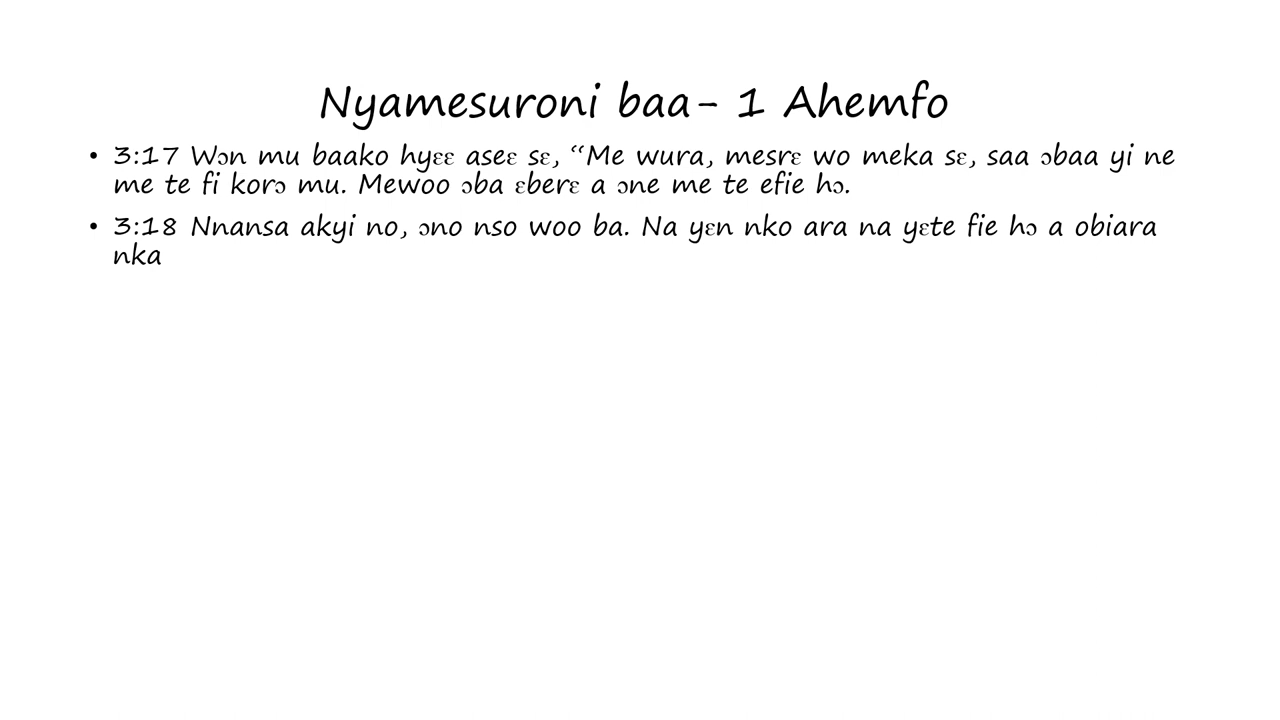 Nyamesuroni baa- 1 Ahemfo
• 3:17 Wɔn mu baako hyɛɛ aseɛ sɛ, “Me wura, mesrɛ wo meka sɛ, saa ɔbaa yi ne
me te fi korɔ mu. Mewoo ɔba ɛberɛ a ɔne me te efie hɔ.
• 3:18 Nnansa akyi no, ɔno nso woo ba. Na yɛn nko ara na yɛte fie hɔ a obiara
nka